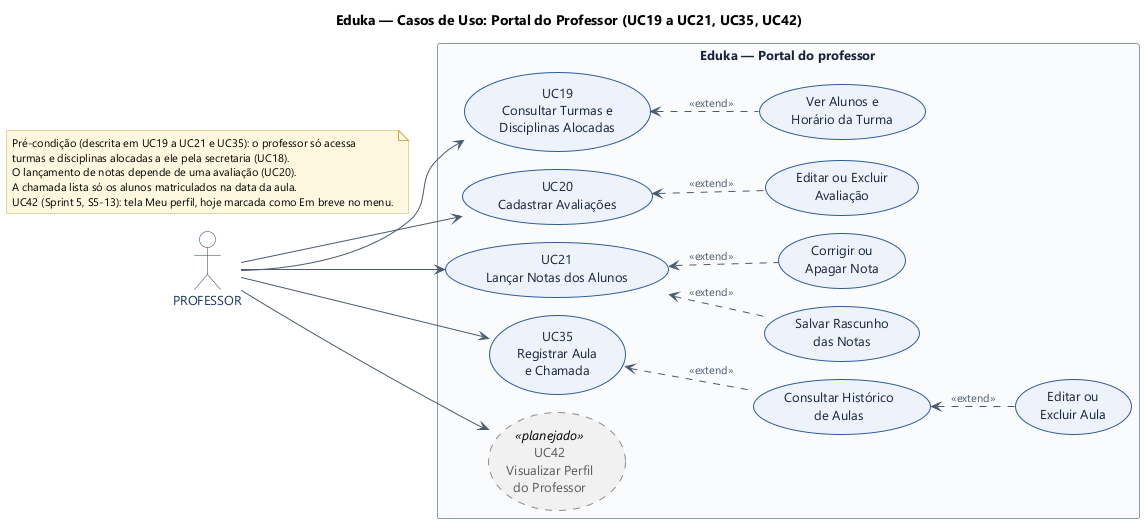 Eduka — Casos de Uso: Portal do Professor (UC19 a UC21, UC35, UC42)
Eduka — Portal do professor
Pré-condição (descrita em UC19 a UC21 e UC35): o professor só acessa
turmas e disciplinas alocadas a ele pela secretaria (UC18).
O lançamento de notas depende de uma avaliação (UC20).
A chamada lista só os alunos matriculados na data da aula.
UC42 (Sprint 5, S5-13): tela Meu perfil, hoje marcada como Em breve no menu.
PROFESSOR
UC19
Consultar Turmas e
Disciplinas Alocadas
«extend»
Ver Alunos e
Horário da Turma
UC20
Cadastrar Avaliações
«extend»
Editar ou Excluir
Avaliação
UC21
Lançar Notas dos Alunos
«extend»
Corrigir ou
Apagar Nota
«extend»
Salvar Rascunho
das Notas
UC35
Registrar Aula
e Chamada
«extend»
Consultar Histórico
de Aulas
«extend»
Editar ou
Excluir Aula
«planejado»
UC42
Visualizar Perfil
do Professor